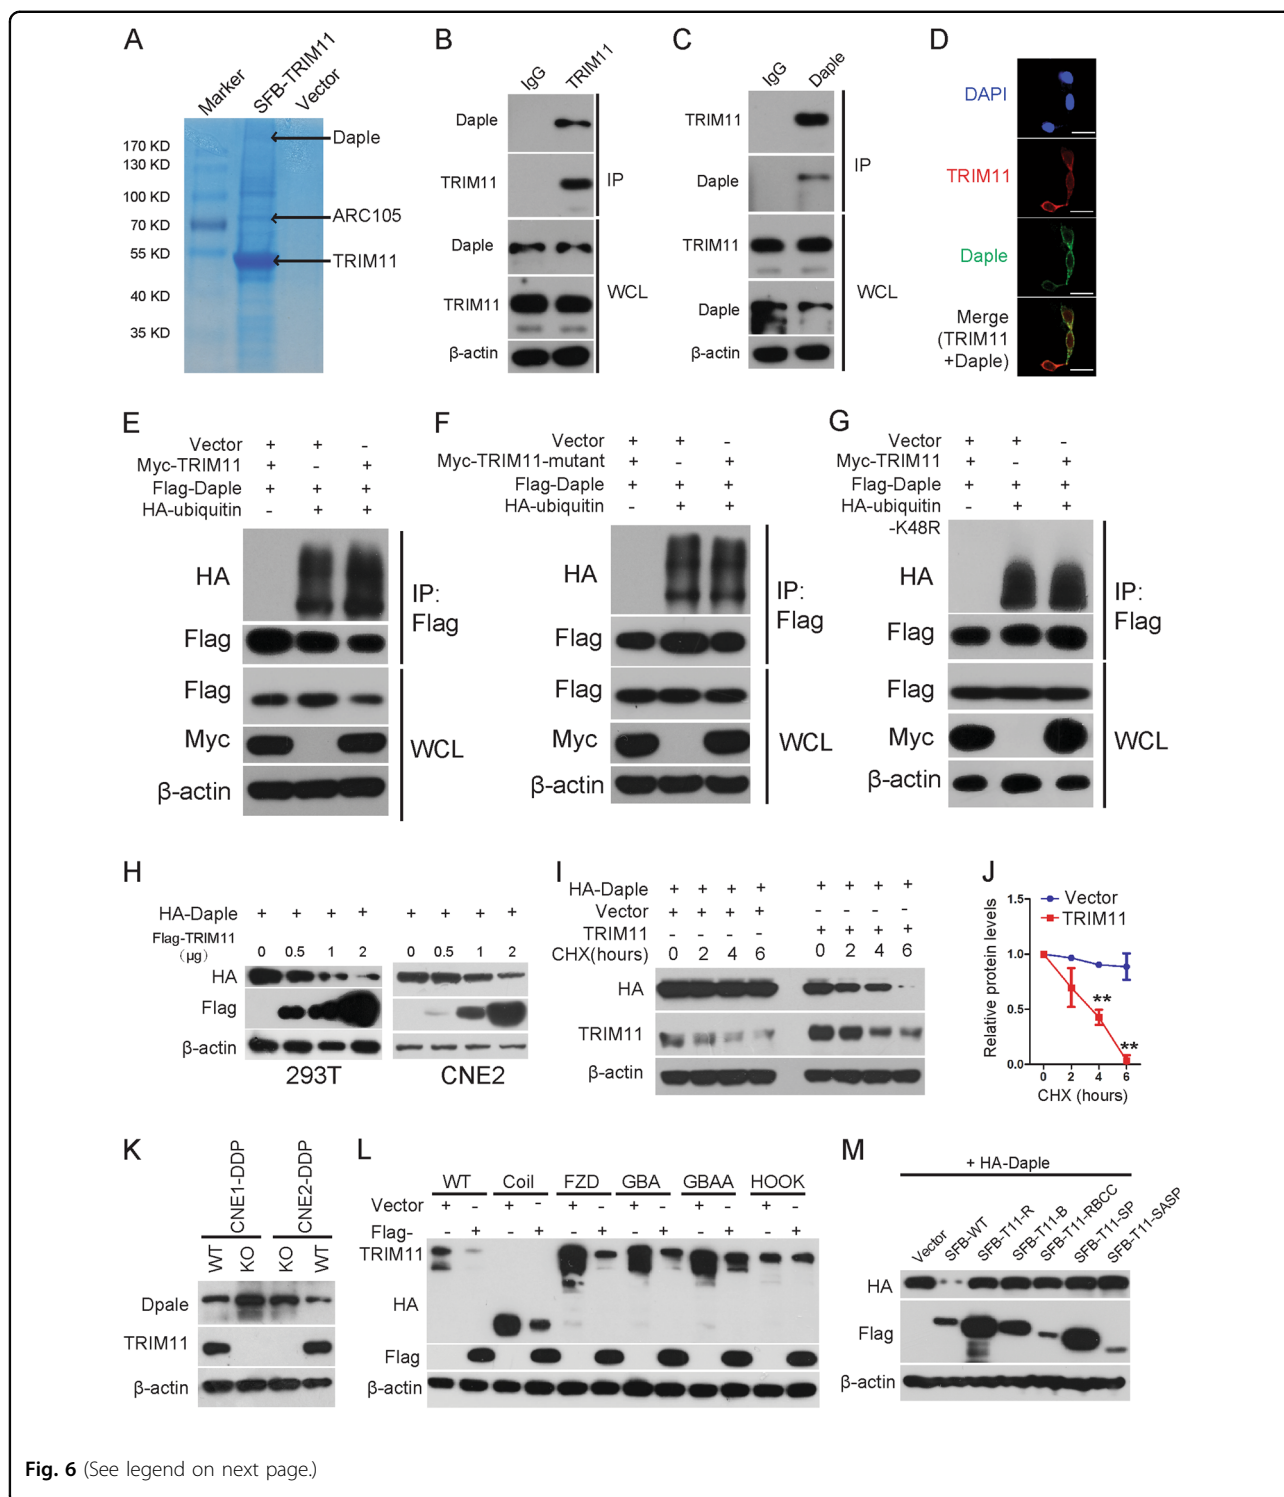 A
Marker
SFB-TRIM11
Vector
170 KD
130 KD
100 KD
70 KD
55 KD
40 KD
35 KD
Daple
ARC105
TRIM11
B
IgG
TRIM11
Daple
TRIM11
IP
Daple
TRIM11
WCL
β-actin
C
IgG
Daple
TRIM11
Daple
IP
TRIM11
Daple
WCL
β-actin
D
DAPI
TRIM11
Daple
Merge
(TRIM11
+Daple)
E
Vector + + -
Myc-TRIM11 + - +
Flag-Daple + + +
HA-ubiquitin - + +
HA
Flag
IP:
Flag
Flag
Myc
β-actin
WCL
F
Vector + + -
Myc-TRIM11-mutant + - +
Flag-Daple + + +
HA-ubiquitin - + +
HA
Flag
IP:
Flag
Flag
Myc
β-actin
WCL
G
Vector + + -
Myc-TRIM11 + - +
Flag-Daple + + +
HA-ubiquitin - + +
-K48R
HA
Flag
IP:
Flag
Flag
Myc
β-actin
WCL
H
HA-Daple + + + + + + + +
Flag-TRIM11
(μg) 0 0.5 1 2 0 0.5 1 2
HA
Flag
β-actin
293T CNE2
I
HA-Daple + + + + + + + +
Vector + + + + - - - -
TRIM11 - - - - + + + +
CHX(hours) 0 2 4 6 0 2 4 6
HA
TRIM11
β-actin
J
Vector
TRIM11
Relative protein levels
1.5
1.0
0.5
0.0
**
**
0 2 4 6
CHX (hours)
K
CNE1-DDP
CNE2-DDP
WT KO KO WT
Dpale
TRIM11
β-actin
L
WT Coil FZD GBA GBAA HOOK
Vector + - + - + - + - + - + -
Flag- - + - + - + - + - + - +
TRIM11
HA
Flag
β-actin
M
+ HA-Daple
Vector
SFB-WT
SFB-T11-R
SFB-T11-B
SFB-T11-RBCC
SFB-T11-SP
SFB-T11-SASP
HA
Flag
β-actin
Fig. 6 (See legend on next page.)